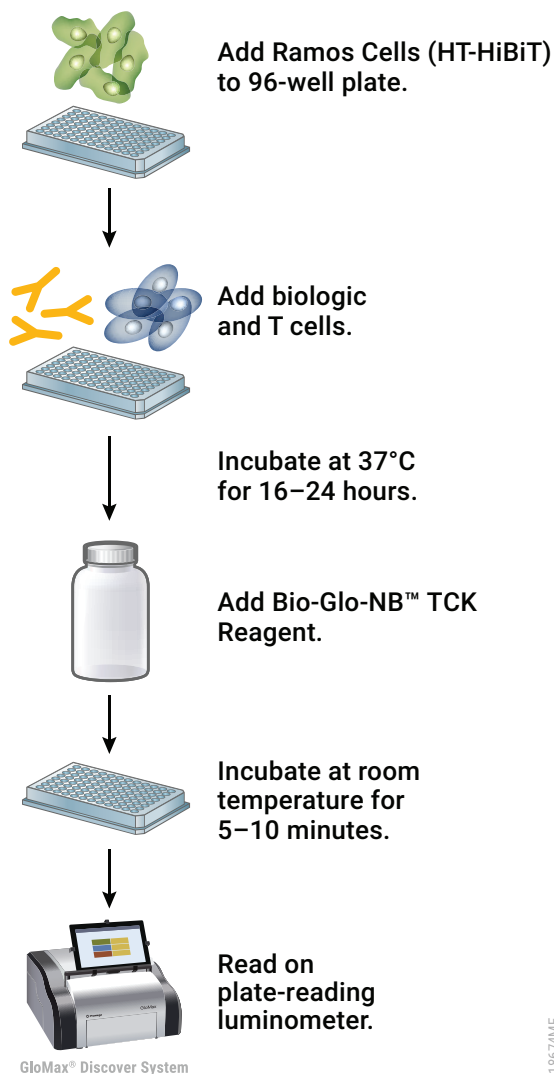 Add Ramos Cells (HT-HiBiT)
to 96-well plate.
Add biologic
and T cells.
Incubate at 37°C
for 16–24 hours.
Add Bio-Glo-NB™ TCK
Reagent.
Incubate at room
temperature for
5–10 minutes.
Read on
plate-reading
luminometer.
GloMax® Discover System